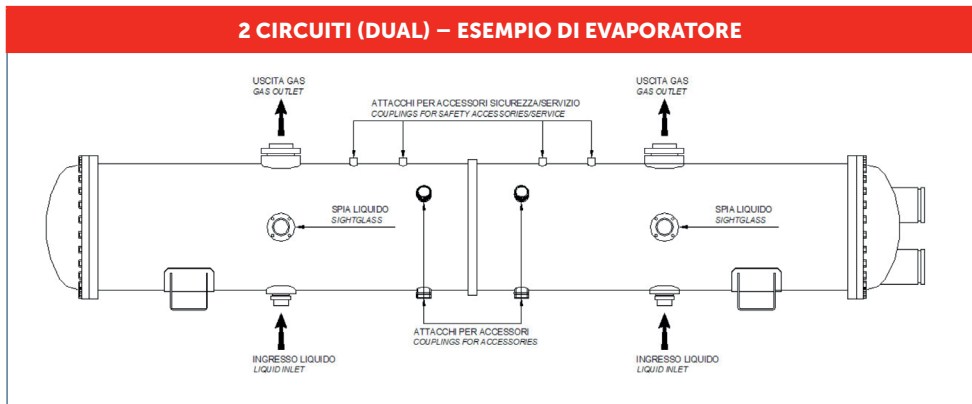 2 CIRCUITI (DUAL) – ESEMPIO DI EVAPORATORE
USCITA GAS
GAS OUTLET
ATTACCHI PER ACCESSORI SICUREZZA/SERVIZIO
COUPLINGS FOR SAFETY ACCESSORIES/SERVICE
USCITA GAS
GAS OUTLET
SPIA LIQUIDO
SIGHTGLASS
SPIA LIQUIDO
SIGHTGLASS
ATTACCHI PER ACCESSORI
COUPLINGS FOR ACCESSORIES
INGRESSO LIQUIDO
LIQUID INLET
INGRESSO LIQUIDO
LIQUID INLET